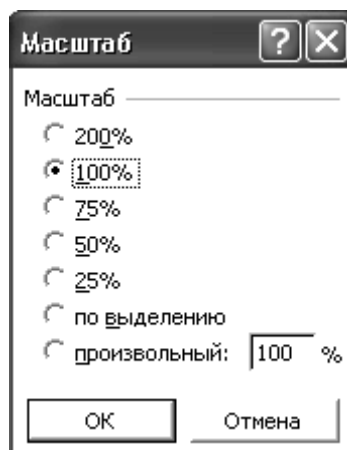 Масштаб
Масштаб
200%
100%
75%
50%
25%
по выделению
произвольный: 100 %
ОК Отмена